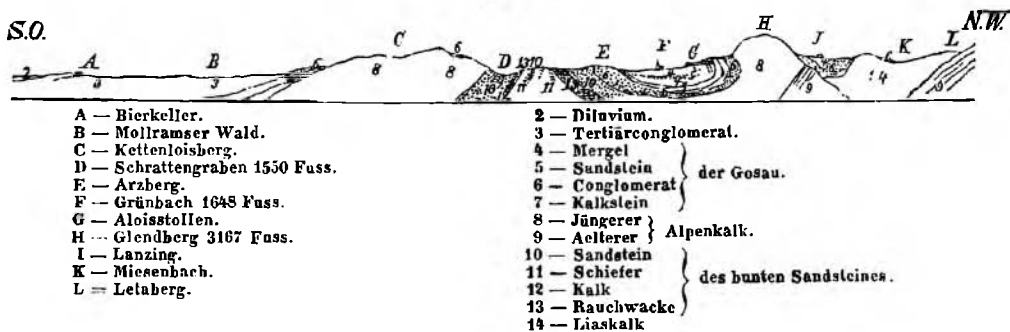 S.O.
N.W.
A B C D E F G H J K L
A — Bierkeller.
B — Mollramser Wald.
C — Kettenloisberg.
D — Schrattengraben 1550 Fuss.
E — Arzberg.
F — Grünbach 1648 Fuss.
G — Aloisstollen.
H — Glendberg 3167 Fuss.
I — Lanzing.
K — Miesenbach.
L — Letaberg.
2 — Diluvium.
3 — Tertiärconglomerat.
4 — Mergel
5 — Sandstein
6 — Conglomerat
7 — Kalkstein
der Gosau.
8 — Jüngerer
9 — Aelterer
Alpenkalk.
10 — Sandstein
11 — Schiefer
12 — Kalk
13 — Rauchwacke
des bunten Sandsteines.
14 — Liaskalk